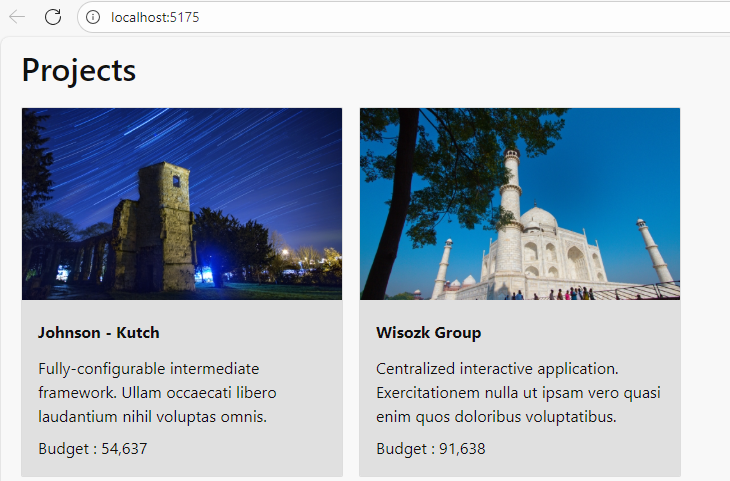 localhost:5175
Projects
Johnson - Kutch
Fully-configurable intermediate
framework. Ullam occaecati libero
laudantium nihil voluptas omnis.
Budget : 54,637
Wisozk Group
Centralized interactive application.
Exercitationem nulla ut ipsam vero quasi
enim quos doloribus voluptatibus.
Budget : 91,638